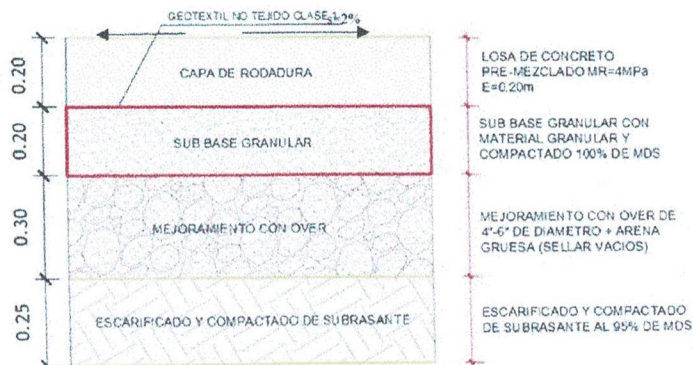 GEOTEXTIL NO TEJIDO CLASE
2%
0.20
CAPA DE RODADURA
LOSA DE CONCRETO
PRE-MEZCLADO MR=4MPa
E=0.20m
0.20
SUB BASE GRANULAR
SUB BASE GRANULAR CON
MATERIAL GRANULAR Y
COMPACTADO 100% DE MDS
0.30
MEJORAMIENTO CON OVER
MEJORAMIENTO CON OVER DE
4"-6" DE DIAMETRO + ARENA
GRUESA (SELLAR VACIOS)
0.25
ESCARIFICADO Y COMPACTADO DE SUBRASANTE
ESCARIFICADO Y COMPACTADO
DE SUBRASANTE AL 95% DE MDS